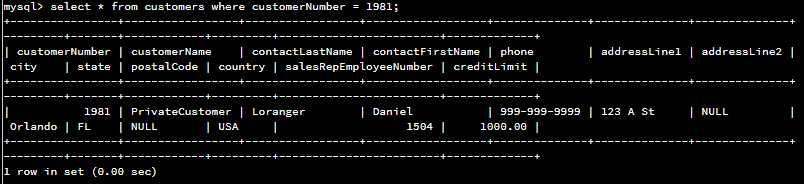 mysql> select * from customers where customerNumber = 1981;
+----------------+-----------------+-----------------+------------------+--------------+--------------+--------------+
---------+-------+------------+---------+------------------------+-------------+
| customerNumber | customerName    | contactLastName | contactFirstName | phone        | addressLine1 | addressLine2 |
 city    | state | postalCode | country | salesRepEmployeeNumber | creditLimit |
+----------------+-----------------+-----------------+------------------+--------------+--------------+--------------+
---------+-------+------------+---------+------------------------+-------------+
|           1981 | PrivateCustomer | Loranger        | Daniel           | 999-999-9999 | 123 A St     | NULL         |
 Orlando | FL    | NULL       | USA     |                   1504 |     1000.00 |
+----------------+-----------------+-----------------+------------------+--------------+--------------+--------------+
---------+-------+------------+---------+------------------------+-------------+
1 row in set (0.00 sec)